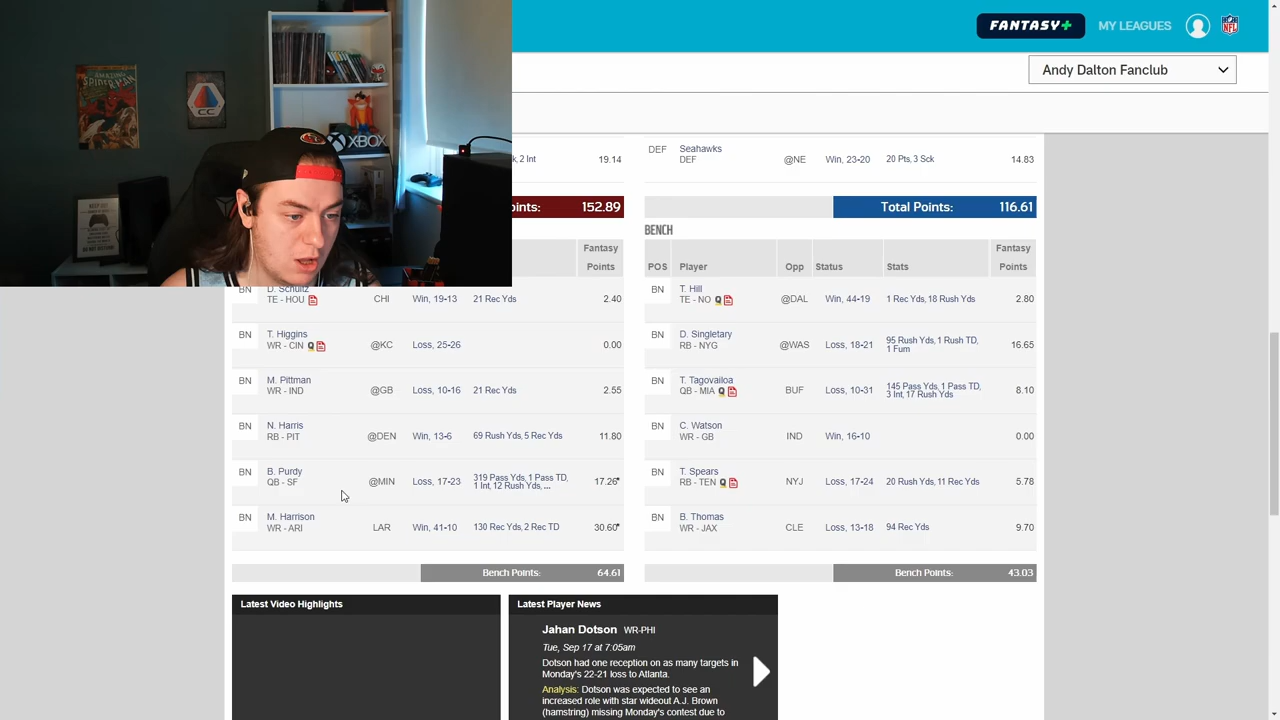 FANTASY+ MY LEAGUES
Andy Dalton Fanclub
SPIDER-MAN
XBOX
k, 2 Int 19.14
DEF Seahawks DEF @NE Win, 23-20 20 Pts, 3 Sck 14.83
oints: 152.89
Total Points: 116.61
BENCH
Fantasy Points
POS Player Opp Status Stats Fantasy Points
BN D. Schultz CHI Win, 19-13 21 Rec Yds 2.40
TE - HOU
BN T. Higgins @KC Loss, 25-26 0.00
WR - CIN Q
BN M. Pittman @GB Loss, 10-16 21 Rec Yds 2.55
WR - IND
BN N. Harris @DEN Win, 13-6 69 Rush Yds, 5 Rec Yds 11.80
RB - PIT
BN B. Purdy @MIN Loss, 17-23 319 Pass Yds, 1 Pass TD, 17.26*
QB - SF 1 Int, 12 Rush Yds, ...
BN M. Harrison LAR Win, 41-10 130 Rec Yds, 2 Rec TD 30.60*
WR - ARI
Bench Points: 64.61
BN T. Hill @DAL Win, 44-19 1 Rec Yds, 18 Rush Yds 2.80
TE - NO Q
BN D. Singletary @WAS Loss, 18-21 95 Rush Yds, 1 Rush TD, 16.65
RB - NYG 1 Fum
BN T. Tagovailoa BUF Loss, 10-31 145 Pass Yds, 1 Pass TD, 8.10
QB - MIA Q 3 Int, 17 Rush Yds
BN C. Watson IND Win, 16-10 0.00
WR - GB
BN T. Spears NYJ Loss, 17-24 20 Rush Yds, 11 Rec Yds 5.78
RB - TEN Q
BN B. Thomas CLE Loss, 13-18 94 Rec Yds 9.70
WR - JAX
Bench Points: 43.03
Latest Video Highlights
Latest Player News
Jahan Dotson WR-PHI
Tue, Sep 17 at 7:05am
Dotson had one reception on as many targets in
Monday's 22-21 loss to Atlanta.
Analysis: Dotson was expected to see an
increased role with star wideout A.J. Brown
(hamstring) missing Monday's contest due to